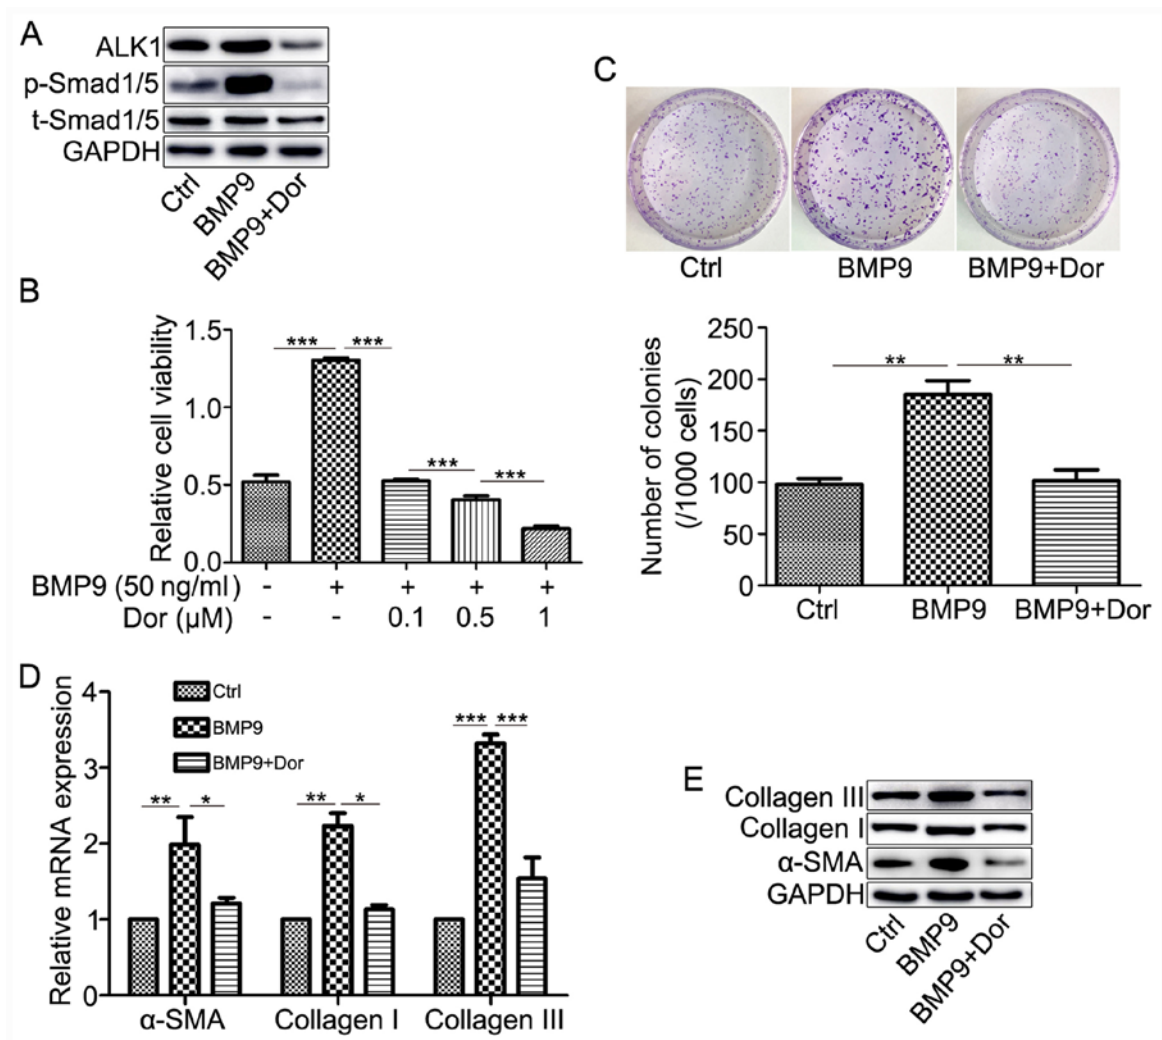 A
ALK1
p-Smad1/5
t-Smad1/5
GAPDH
Ctrl
BMP9
BMP9+Dor
B
Relative cell viability
1.5
1.0
0.5
0.0
*** ***
***
***
BMP9 (50 ng/ml) - + + + +
Dor (μM) - - 0.1 0.5 1
C
Ctrl BMP9 BMP9+Dor
Number of colonies
(/1000 cells)
250
200
150
100
50
0
** **
Ctrl BMP9 BMP9+Dor
D
Relative mRNA expression
4
3
2
1
0
Ctrl
BMP9
BMP9+Dor
** *
** *
*** ***
α-SMA Collagen I Collagen III
E
Collagen III
Collagen I
α-SMA
GAPDH
Ctrl
BMP9
BMP9+Dor